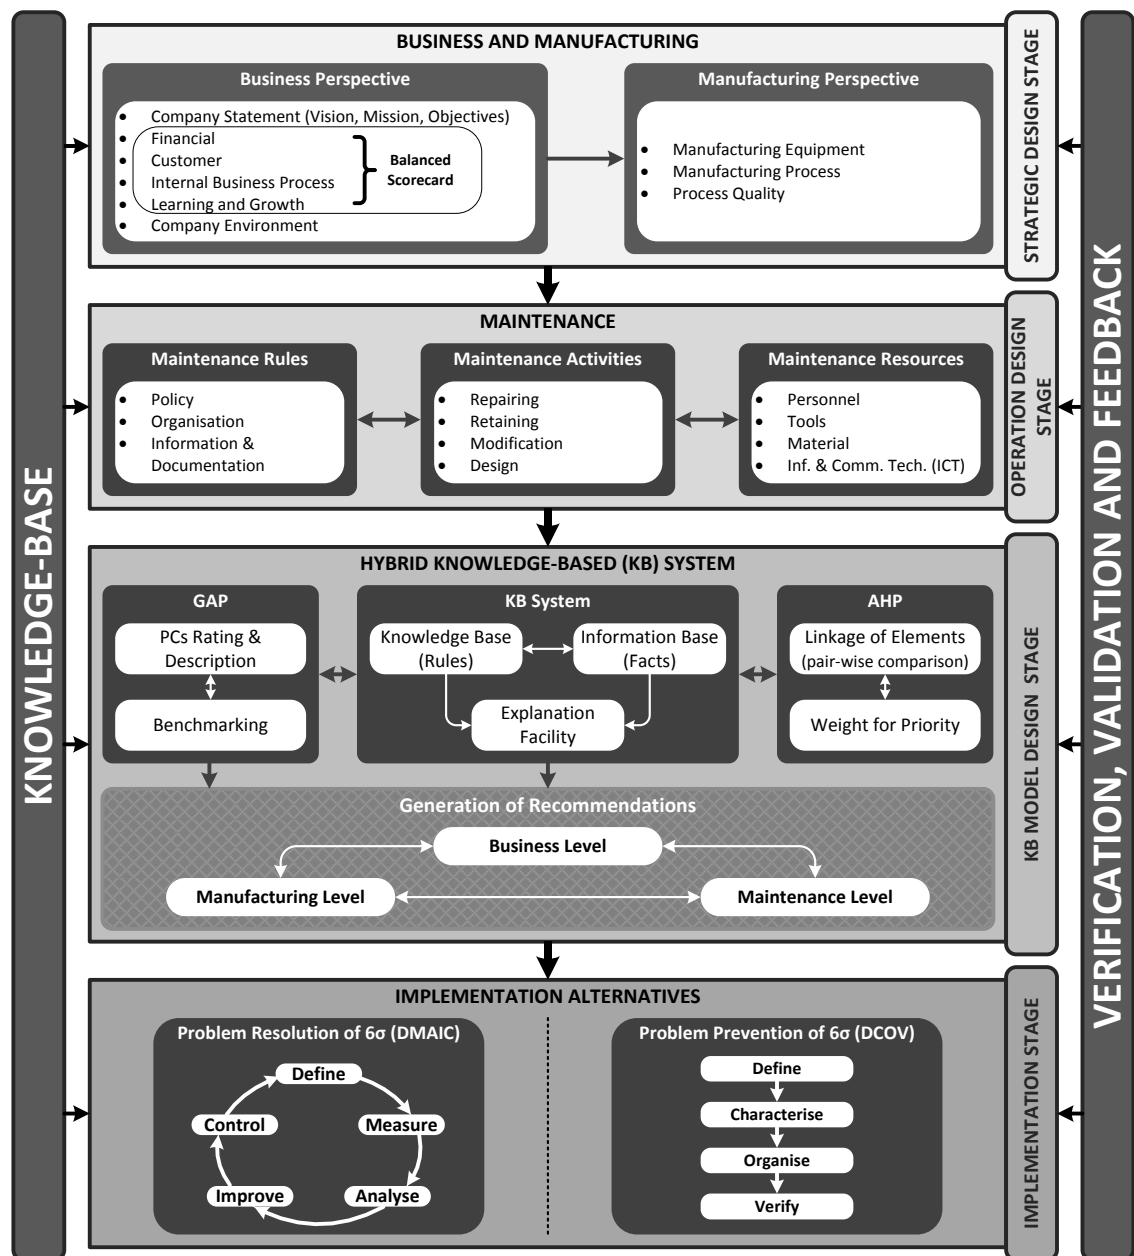 KNOWLEDGE-BASE
BUSINESS AND MANUFACTURING
Business Perspective
• Company Statement (Vision, Mission, Objectives)
• Financial
• Customer
• Internal Business Process
• Learning and Growth
• Company Environment
Balanced
Scorecard
Manufacturing Perspective
• Manufacturing Equipment
• Manufacturing Process
• Process Quality
STRATEGIC DESIGN STAGE
MAINTENANCE
Maintenance Rules
• Policy
• Organisation
• Information &
Documentation
Maintenance Activities
• Repairing
• Retaining
• Modification
• Design
Maintenance Resources
• Personnel
• Tools
• Material
• Inf. & Comm. Tech. (ICT)
OPERATION DESIGN
STAGE
HYBRID KNOWLEDGE-BASED (KB) SYSTEM
GAP
PCs Rating &
Description
Benchmarking
KB System
Knowledge Base
(Rules)
Information Base
(Facts)
Explanation
Facility
AHP
Linkage of Elements
(pair-wise comparison)
Weight for Priority
Generation of Recommendations
Business Level
Manufacturing Level
Maintenance Level
KB MODEL DESIGN STAGE
IMPLEMENTATION ALTERNATIVES
Problem Resolution of 6σ (DMAIC)
Define
Measure
Analyse
Improve
Control
Problem Prevention of 6σ (DCOV)
Define
Characterise
Organise
Verify
IMPLEMENTATION STAGE
VERIFICATION, VALIDATION AND FEEDBACK